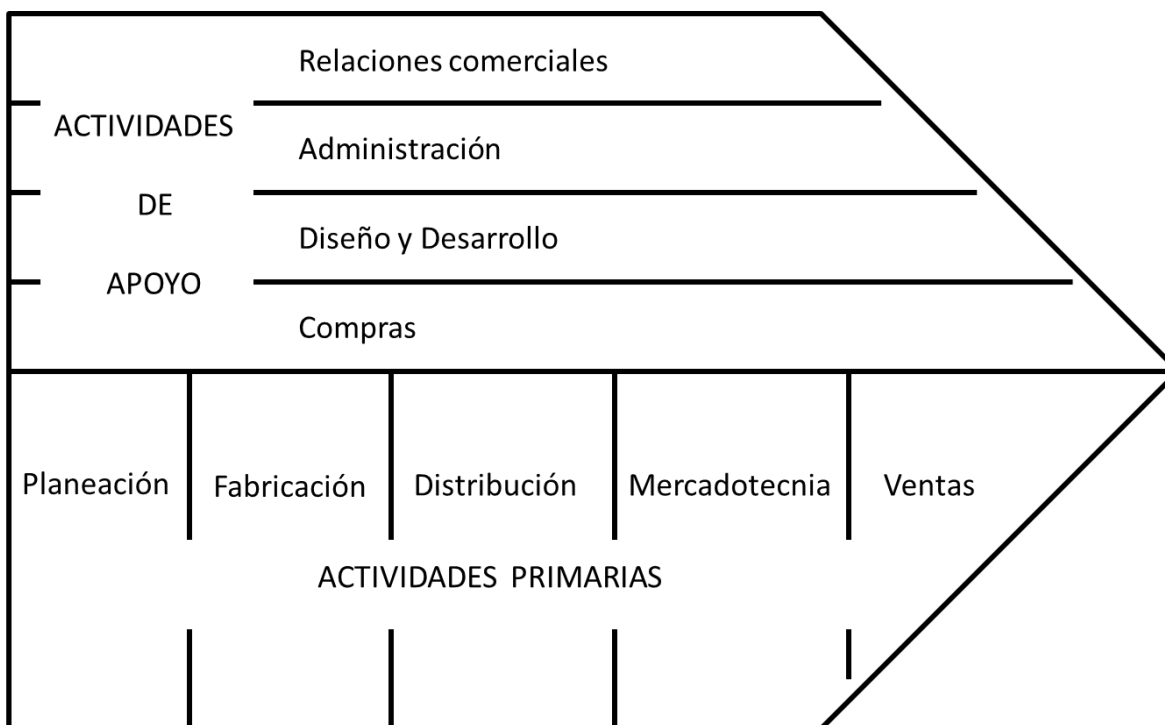 Relaciones comerciales
ACTIVIDADES
Administración
DE
Diseño y Desarrollo
APOYO
Compras
Planeación
Fabricación
Distribución
Mercadotecnia
Ventas
ACTIVIDADES PRIMARIAS